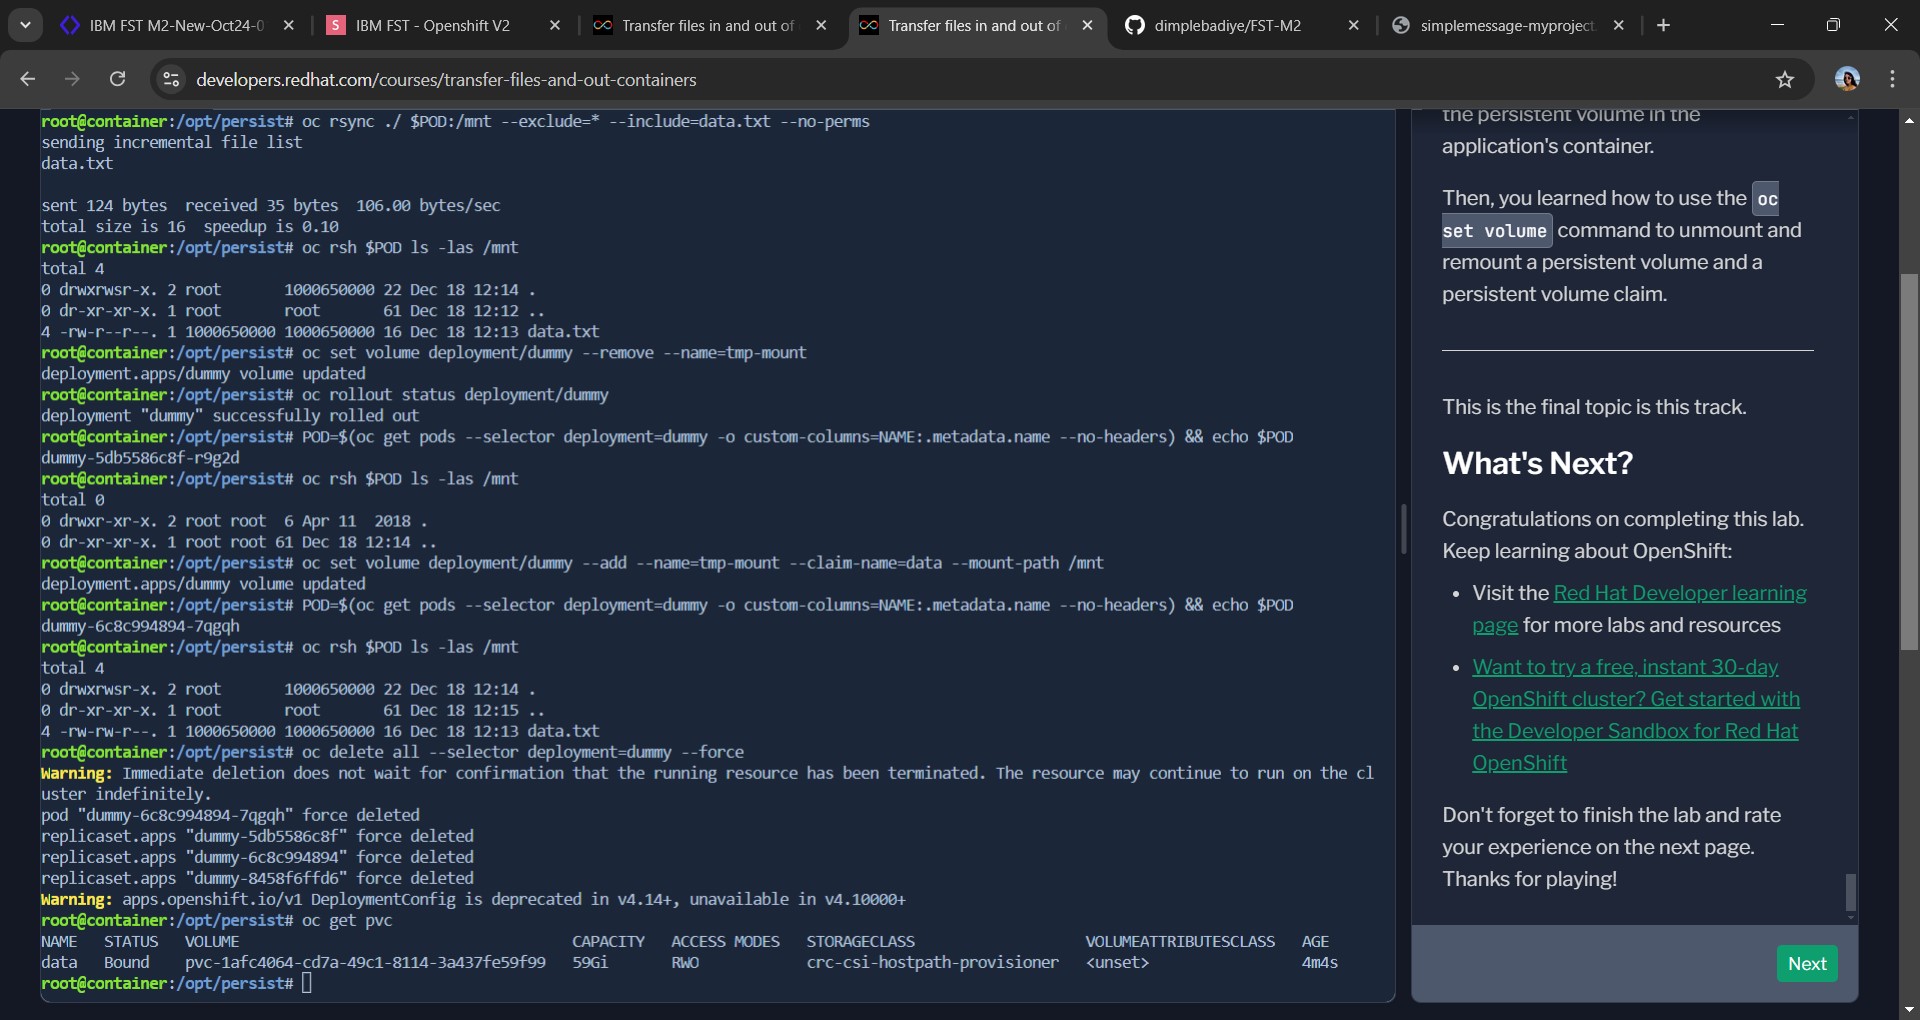 IBM FST M2-New-Oct24-0
IBM FST - Openshift V2
Transfer files in and out of
Transfer files in and out of
dimplebadiye/FST-M2
simplemessage-myproject.
developers.redhat.com/courses/transfer-files-and-out-containers
root@container:/opt/persist# oc rsync ./ $POD:/mnt --exclude=* --include=data.txt --no-perms
sending incremental file list
data.txt
sent 124 bytes  received 35 bytes  106.00 bytes/sec
total size is 16  speedup is 0.10
root@container:/opt/persist# oc rsh $POD ls -las /mnt
total 4
0 drwxrwsr-x. 2 root       1000650000 22 Dec 18 12:14 .
0 dr-xr-xr-x. 1 root       root       61 Dec 18 12:12 ..
4 -rw-r--r--. 1 1000650000 1000650000 16 Dec 18 12:13 data.txt
root@container:/opt/persist# oc set volume deployment/dummy --remove --name=tmp-mount
deployment.apps/dummy volume updated
root@container:/opt/persist# oc rollout status deployment/dummy
deployment "dummy" successfully rolled out
root@container:/opt/persist# POD=$(oc get pods --selector deployment=dummy -o custom-columns=NAME:.metadata.name --no-headers) && echo $POD
dummy-5db5586c8f-r9g2d
root@container:/opt/persist# oc rsh $POD ls -las /mnt
total 0
0 drwxr-xr-x. 2 root root  6 Apr 11  2018 .
0 dr-xr-xr-x. 1 root root 61 Dec 18 12:14 ..
root@container:/opt/persist# oc set volume deployment/dummy --add --name=tmp-mount --claim-name=data --mount-path /mnt
deployment.apps/dummy volume updated
root@container:/opt/persist# POD=$(oc get pods --selector deployment=dummy -o custom-columns=NAME:.metadata.name --no-headers) && echo $POD
dummy-6c8c994894-7qgqh
root@container:/opt/persist# oc rsh $POD ls -las /mnt
total 4
0 drwxrwsr-x. 2 root       1000650000 22 Dec 18 12:14 .
0 dr-xr-xr-x. 1 root       root       61 Dec 18 12:15 ..
4 -rw-rw-r--. 1 1000650000 1000650000 16 Dec 18 12:13 data.txt
root@container:/opt/persist# oc delete all --selector deployment=dummy --force
Warning: Immediate deletion does not wait for confirmation that the running resource has been terminated. The resource may continue to run on the cl
uster indefinitely.
pod "dummy-6c8c994894-7qgqh" force deleted
replicaset.apps "dummy-5db5586c8f" force deleted
replicaset.apps "dummy-6c8c994894" force deleted
replicaset.apps "dummy-8458f6ffd6" force deleted
Warning: apps.openshift.io/v1 DeploymentConfig is deprecated in v4.14+, unavailable in v4.10000+
root@container:/opt/persist# oc get pvc
NAME   STATUS   VOLUME                                     CAPACITY   ACCESS MODES   STORAGECLASS                   VOLUMEATTRIBUTESCLASS   AGE
data   Bound    pvc-1afc4064-cd7a-49c1-8114-3a437fe59f99   59Gi       RWO            crc-csi-hostpath-provisioner   <unset>                 4m4s
root@container:/opt/persist#
the persistent volume in the
application's container.
Then, you learned how to use the oc
set volume command to unmount and
remount a persistent volume and a
persistent volume claim.
This is the final topic is this track.
What's Next?
Congratulations on completing this lab.
Keep learning about OpenShift:
• Visit the Red Hat Developer learning
page for more labs and resources
• Want to try a free, instant 30-day
OpenShift cluster? Get started with
the Developer Sandbox for Red Hat
OpenShift
Don't forget to finish the lab and rate
your experience on the next page.
Thanks for playing!
Next